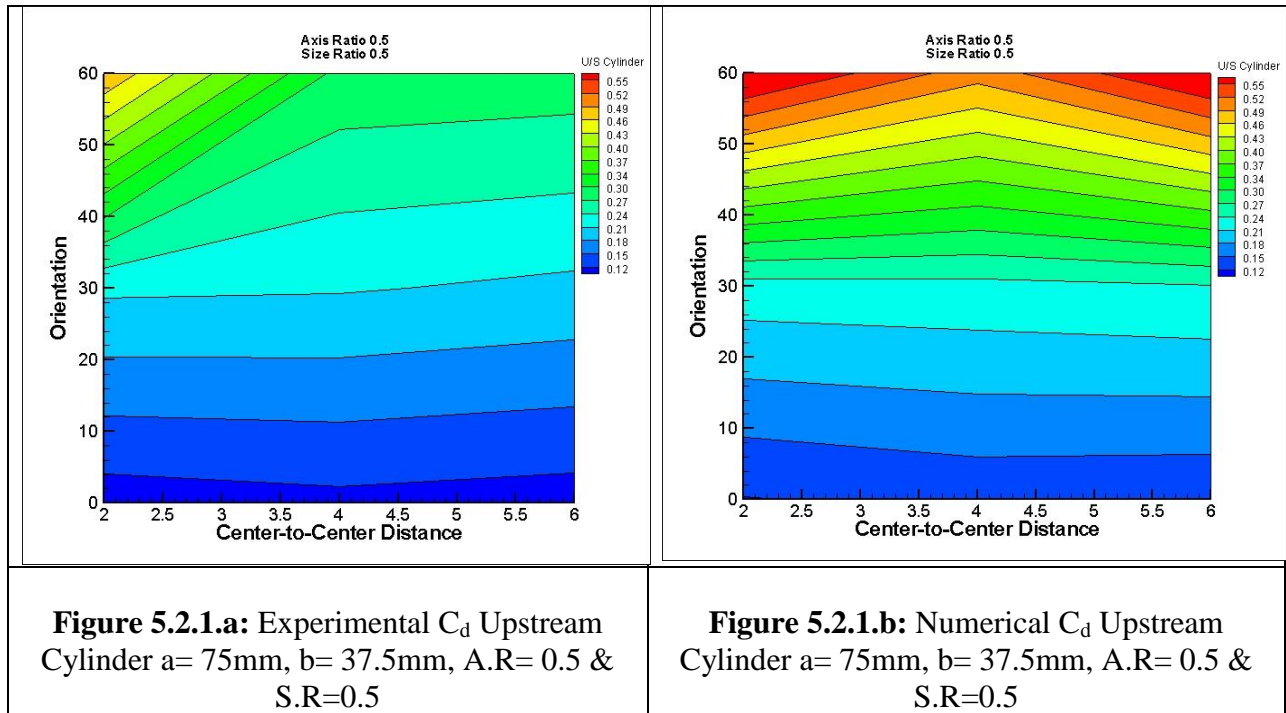 Axis Ratio 0.5
Size Ratio 0.5
U/S Cylinder
0.55
0.52
0.49
0.46
0.43
0.40
0.37
0.34
0.30
0.27
0.24
0.21
0.18
0.15
0.12
Orientation
60
50
40
30
20
10
0
2 2.5 3 3.5 4 4.5 5 5.5 6
Center-to-Center Distance
Figure 5.2.1.a: Experimental Cd Upstream
Cylinder a= 75mm, b= 37.5mm, A.R= 0.5 &
S.R=0.5
Axis Ratio 0.5
Size Ratio 0.5
U/S Cylinder
0.55
0.52
0.49
0.46
0.43
0.40
0.37
0.34
0.30
0.27
0.24
0.21
0.18
0.15
0.12
Orientation
60
50
40
30
20
10
0
2 2.5 3 3.5 4 4.5 5 5.5 6
Center-to-Center Distance
Figure 5.2.1.b: Numerical Cd Upstream
Cylinder a= 75mm, b= 37.5mm, A.R= 0.5 &
S.R=0.5